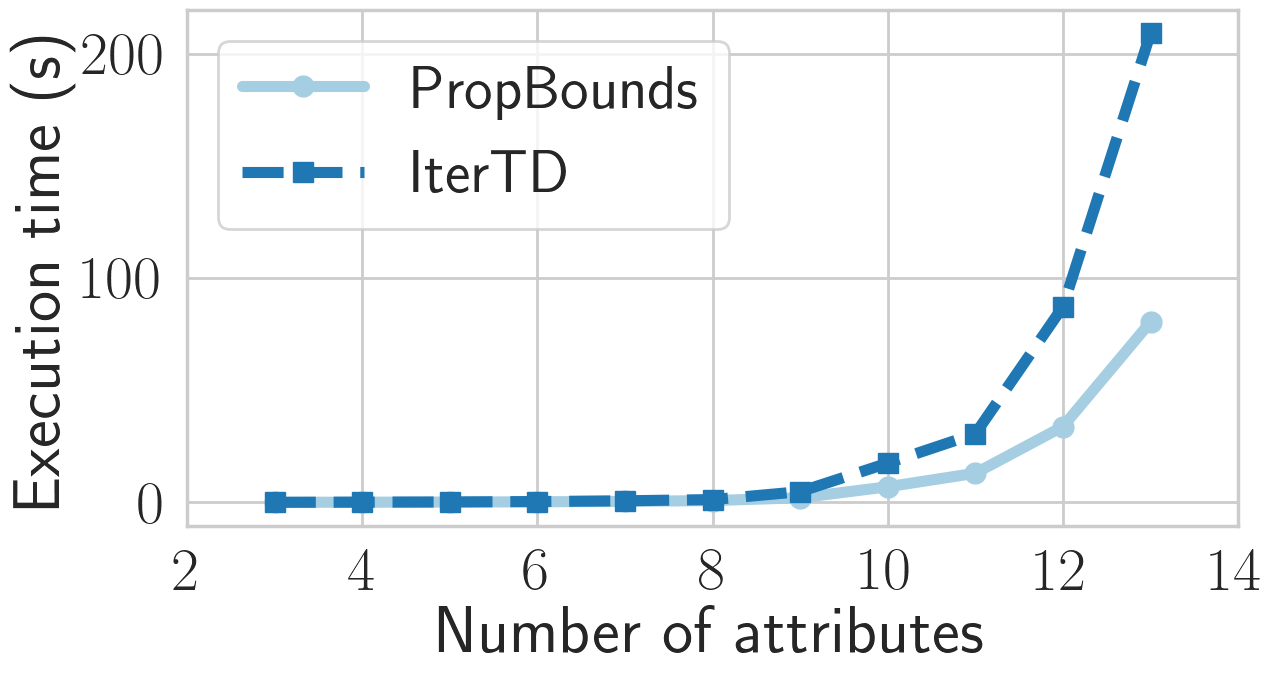 Execution time (s)
200
100
0
PropBounds
IterTD
2 4 6 8 10 12 14
Number of attributes